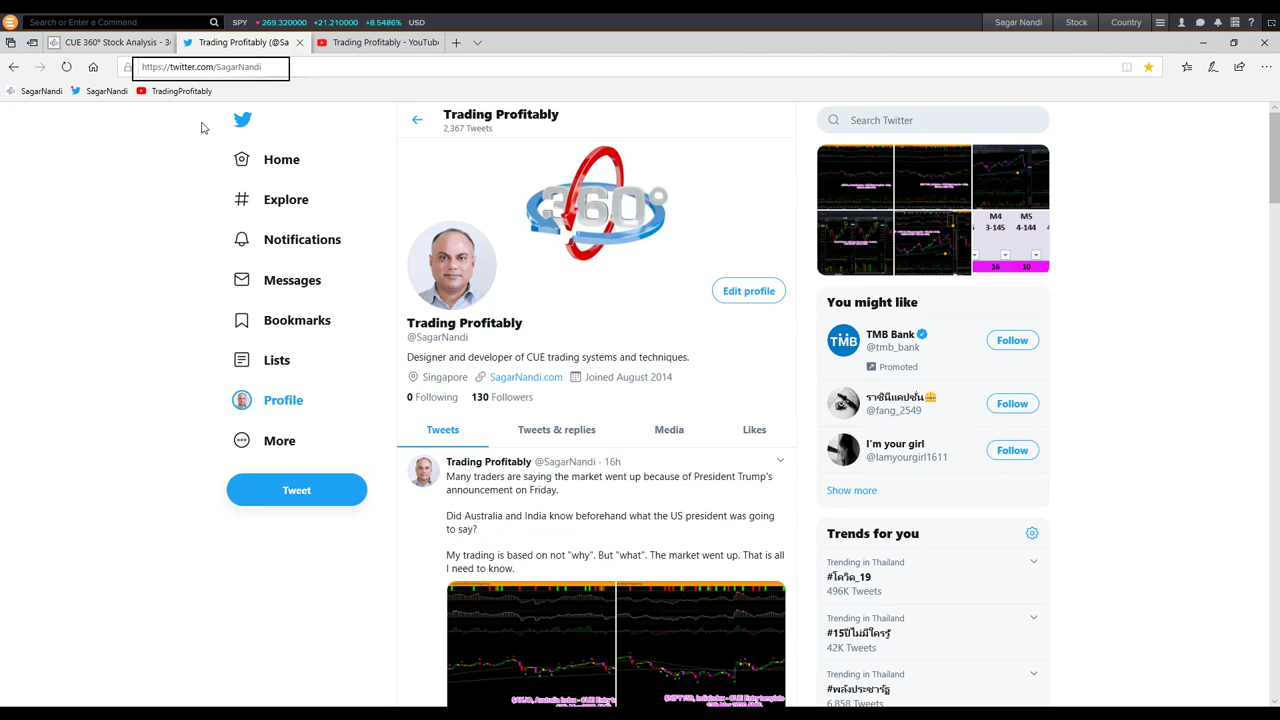 Search or Enter a Command
SPY 269.320000 +21.210000 +8.5486% USD
Sagar Nandi Stock Country
CUE 360° Stock Analysis - 36
Trading Profitably (@Sa
Trading Profitably - YouTube
https://twitter.com/SagarNandi
SagarNandi SagarNandi TradingProfitably
Home
Explore
Notifications
Messages
Bookmarks
Lists
Profile
More
Tweet
Trading Profitably
2,367 Tweets
360°
Edit profile
Trading Profitably
@SagarNandi
Designer and developer of CUE trading systems and techniques.
Singapore SagarNandi.com Joined August 2014
0 Following 130 Followers
Tweets Tweets & replies Media Likes
Trading Profitably @SagarNandi · 16h
Many traders are saying the market went up because of President Trump's
announcement on Friday.
Did Australia and India know beforehand what the US president was going
to say?
My trading is based on not "why". But "what". The market went up. That is all
I need to know.
Search Twitter
M4 M5
3-145 4-144
16 10
You might like
TMB Bank
@tmb_bank
Promoted
Follow
ราชินีแคปชั่น
@fang_2549
Follow
I'm your girl
@Iamyourgirl1611
Follow
Show more
Trends for you
Trending in Thailand
#โควิด_19
496K Tweets
Trending in Thailand
#15ปีไม่มีใครรู้
42K Tweets
Trending in Thailand
#พลังประชารัฐ
6,858 Tweets